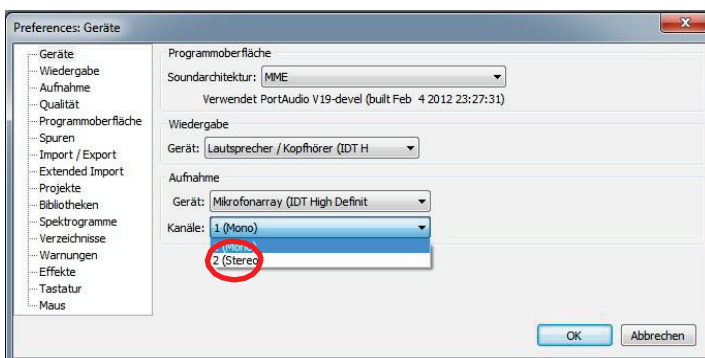 Preferences: Geräte
Geräte
Wiedergabe
Aufnahme
Qualität
Programmoberfläche
Spuren
Import / Export
Extended Import
Projekte
Bibliotheken
Spektrogramme
Verzeichnisse
Warnungen
Effekte
Tastatur
Maus
Programmoberfläche
Soundarchitektur: MME
Verwendet PortAudio V19-devel (built Feb 4 2012 23:27:31)
Wiedergabe
Gerät: Lautsprecher / Kopfhörer (IDT H
Aufnahme
Gerät: Mikrofonarray (IDT High Definit
Kanäle: 1 (Mono)
1 (Mono)
2 (Stereo
OK Abbrechen